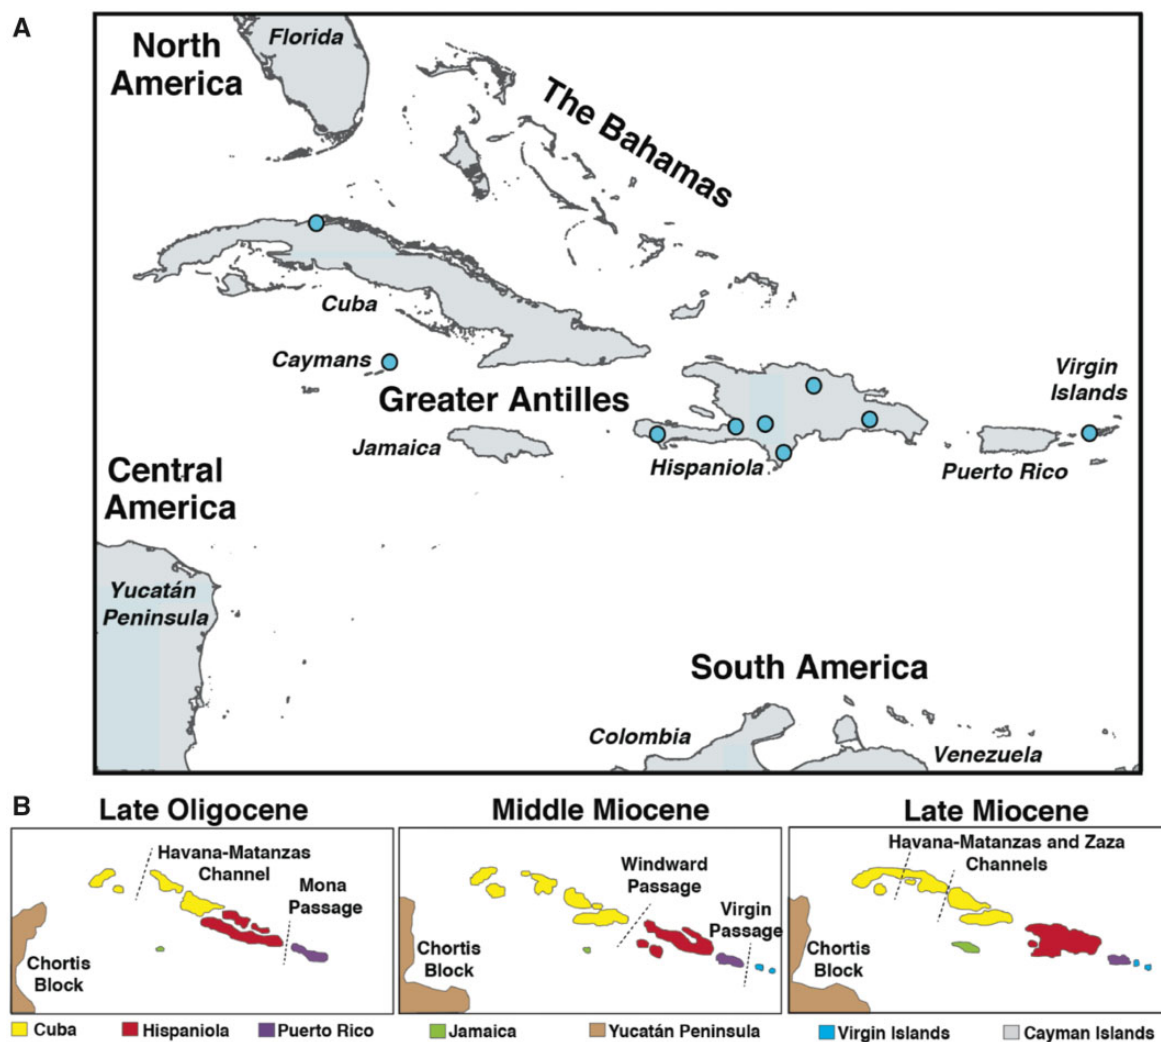 A
North
America
Florida
The Bahamas
Cuba
Caymans
Greater Antilles
Jamaica
Hispaniola
Virgin
Islands
Puerto Rico
Central
America
Yucatán
Peninsula
South America
Colombia
Venezuela
B
Late Oligocene
Havana-Matanzas
Channel
Mona
Passage
Chortis
Block
Middle Miocene
Windward
Passage
Virgin
Passage
Chortis
Block
Late Miocene
Havana-Matanzas and Zaza
Channels
Chortis
Block
Cuba
Hispaniola
Puerto Rico
Jamaica
Yucatán Peninsula
Virgin Islands
Cayman Islands